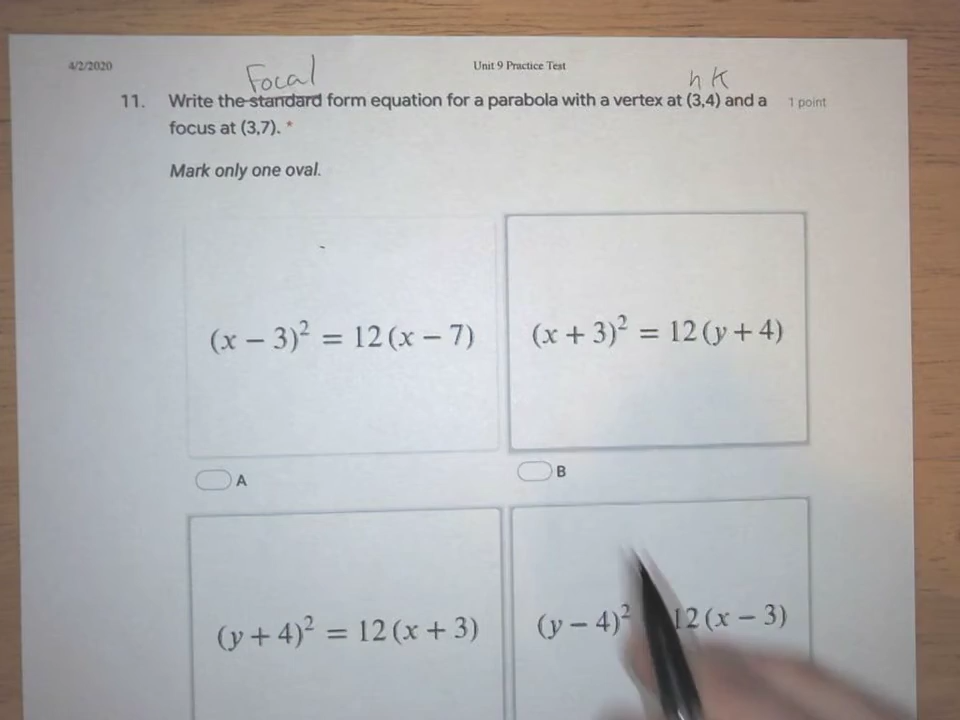 4/2/2020
Unit 9 Practice Test
Focal
h K
11. Write the standard form equation for a parabola with a vertex at (3,4) and a 1 point
focus at (3,7). *
Mark only one oval.
(x − 3)² = 12(x − 7)
(x + 3)² = 12(y + 4)
A
B
(y + 4)² = 12(x + 3)
(y − 4)² 12(x − 3)